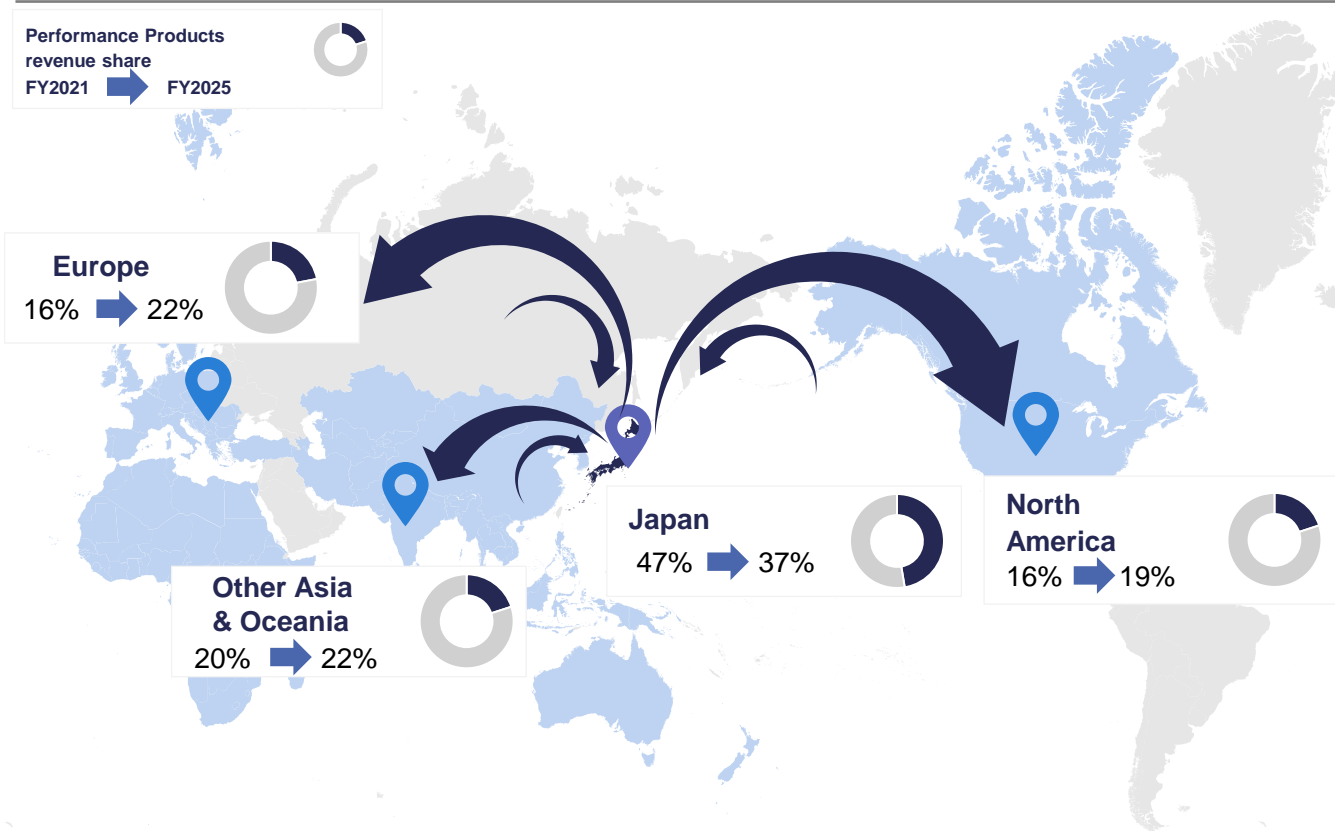 Performance Products
revenue share
FY2021 FY2025
Europe
16% 22%
Other Asia
& Oceania
20% 22%
Japan
47% 37%
North
America
16% 19%